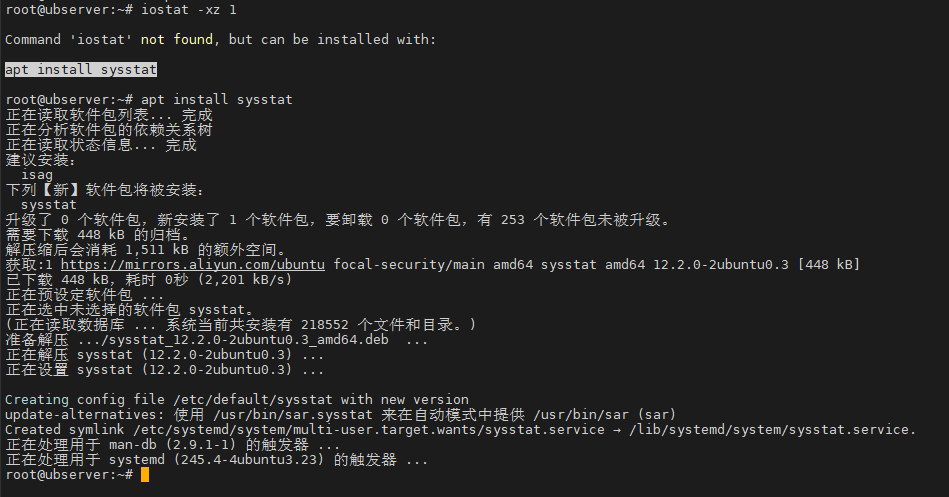 root@ubserver:~# iostat -xz 1
Command 'iostat' not found, but can be installed with:
apt install sysstat
root@ubserver:~# apt install sysstat
正在读取软件包列表... 完成
正在分析软件包的依赖关系树
正在读取状态信息... 完成
建议安装：
  isag
下列【新】软件包将被安装：
  sysstat
升级了 0 个软件包，新安装了 1 个软件包，要卸载 0 个软件包，有 253 个软件包未被升级。
需要下载 448 kB 的归档。
解压缩后会消耗 1,511 kB 的额外空间。
获取:1 https://mirrors.aliyun.com/ubuntu focal-security/main amd64 sysstat amd64 12.2.0-2ubuntu0.3 [448 kB]
已下载 448 kB，耗时 0秒 (2,201 kB/s)
正在预设定软件包 ...
正在选中未选择的软件包 sysstat。
(正在读取数据库 ... 系统当前共安装有 218552 个文件和目录。)
准备解压 .../sysstat_12.2.0-2ubuntu0.3_amd64.deb  ...
正在解压 sysstat (12.2.0-2ubuntu0.3) ...
正在设置 sysstat (12.2.0-2ubuntu0.3) ...
Creating config file /etc/default/sysstat with new version
update-alternatives: 使用 /usr/bin/sar.sysstat 来在自动模式中提供 /usr/bin/sar (sar)
Created symlink /etc/systemd/system/multi-user.target.wants/sysstat.service → /lib/systemd/system/sysstat.service.
正在处理用于 man-db (2.9.1-1) 的触发器 ...
正在处理用于 systemd (245.4-4ubuntu3.23) 的触发器 ...
root@ubserver:~#